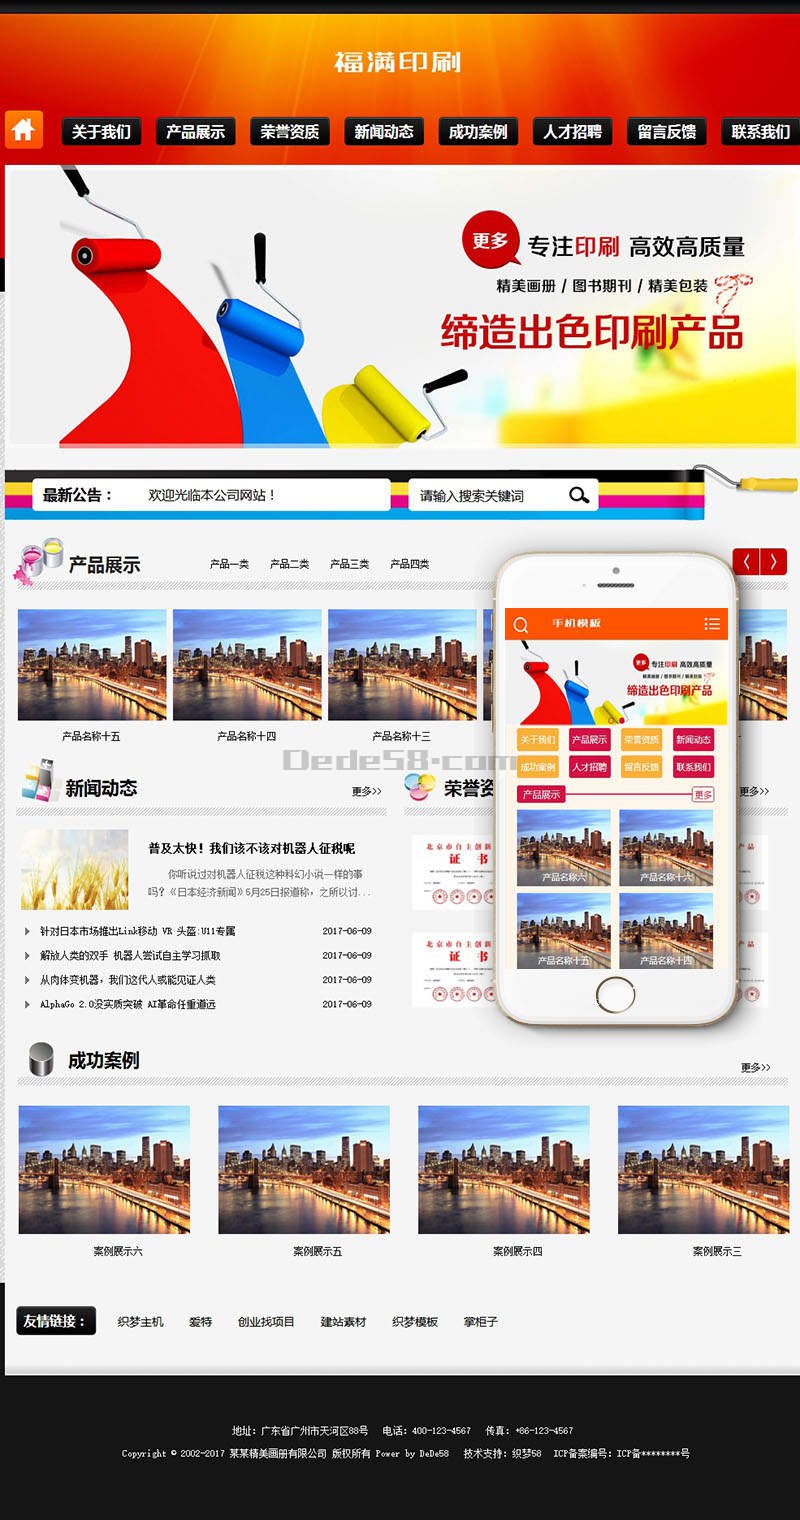 福满印刷
关于我们 产品展示 荣誉资质 新闻动态 成功案例 人才招聘 留言反馈 联系我们
更多 专注印刷 高效高质量
精美画册 / 图书期刊 / 精美包装
缔造出色印刷产品
最新公告： 欢迎光临本公司网站！ 请输入搜索关键词
产品展示 产品一类 产品二类 产品三类 产品四类
产品名称十五 产品名称十四 产品名称十三
Dede58.com
新闻动态 更多>>
荣誉资 更多>>
普及太快！我们该不该对机器人征税呢
你听说过对机器人征税这种科幻小说一样的事
吗？《日本经济新闻》5月25日报道称，之所以讨...
针对日本市场推出Link移动 VR 头盔:U11专属 2017-06-09
解放人类的双手 机器人尝试自主学习抓取 2017-06-09
从肉体变机器，我们这代人或能见证人类 2017-06-09
AlphaGo 2.0没实质突破 AI革命任重道远 2017-06-09
北京市自主创新
证 书
北京市自主创新
证 书
手机模板
更多 专注印刷 高效高质量
精美画册 / 图书期刊 / 精美包装
缔造出色印刷产品
关于我们 产品展示 荣誉资质 新闻动态
成功案例 人才招聘 留言反馈 联系我们
产品展示 更多
产品名称六 产品名称十六
产品名称十五 产品名称十四
成功案例 更多>>
案例展示六 案例展示五 案例展示四 案例展示三
友情链接： 织梦主机 爱特 创业找项目 建站素材 织梦模板 掌柜子
地址：广东省广州市天河区88号 电话：400-123-4567 传真：+86-123-4567
Copyright © 2002-2017 某某精美画册有限公司 版权所有 Power by DeDe58 技术支持：织梦58 ICP备案编号：ICP备********号